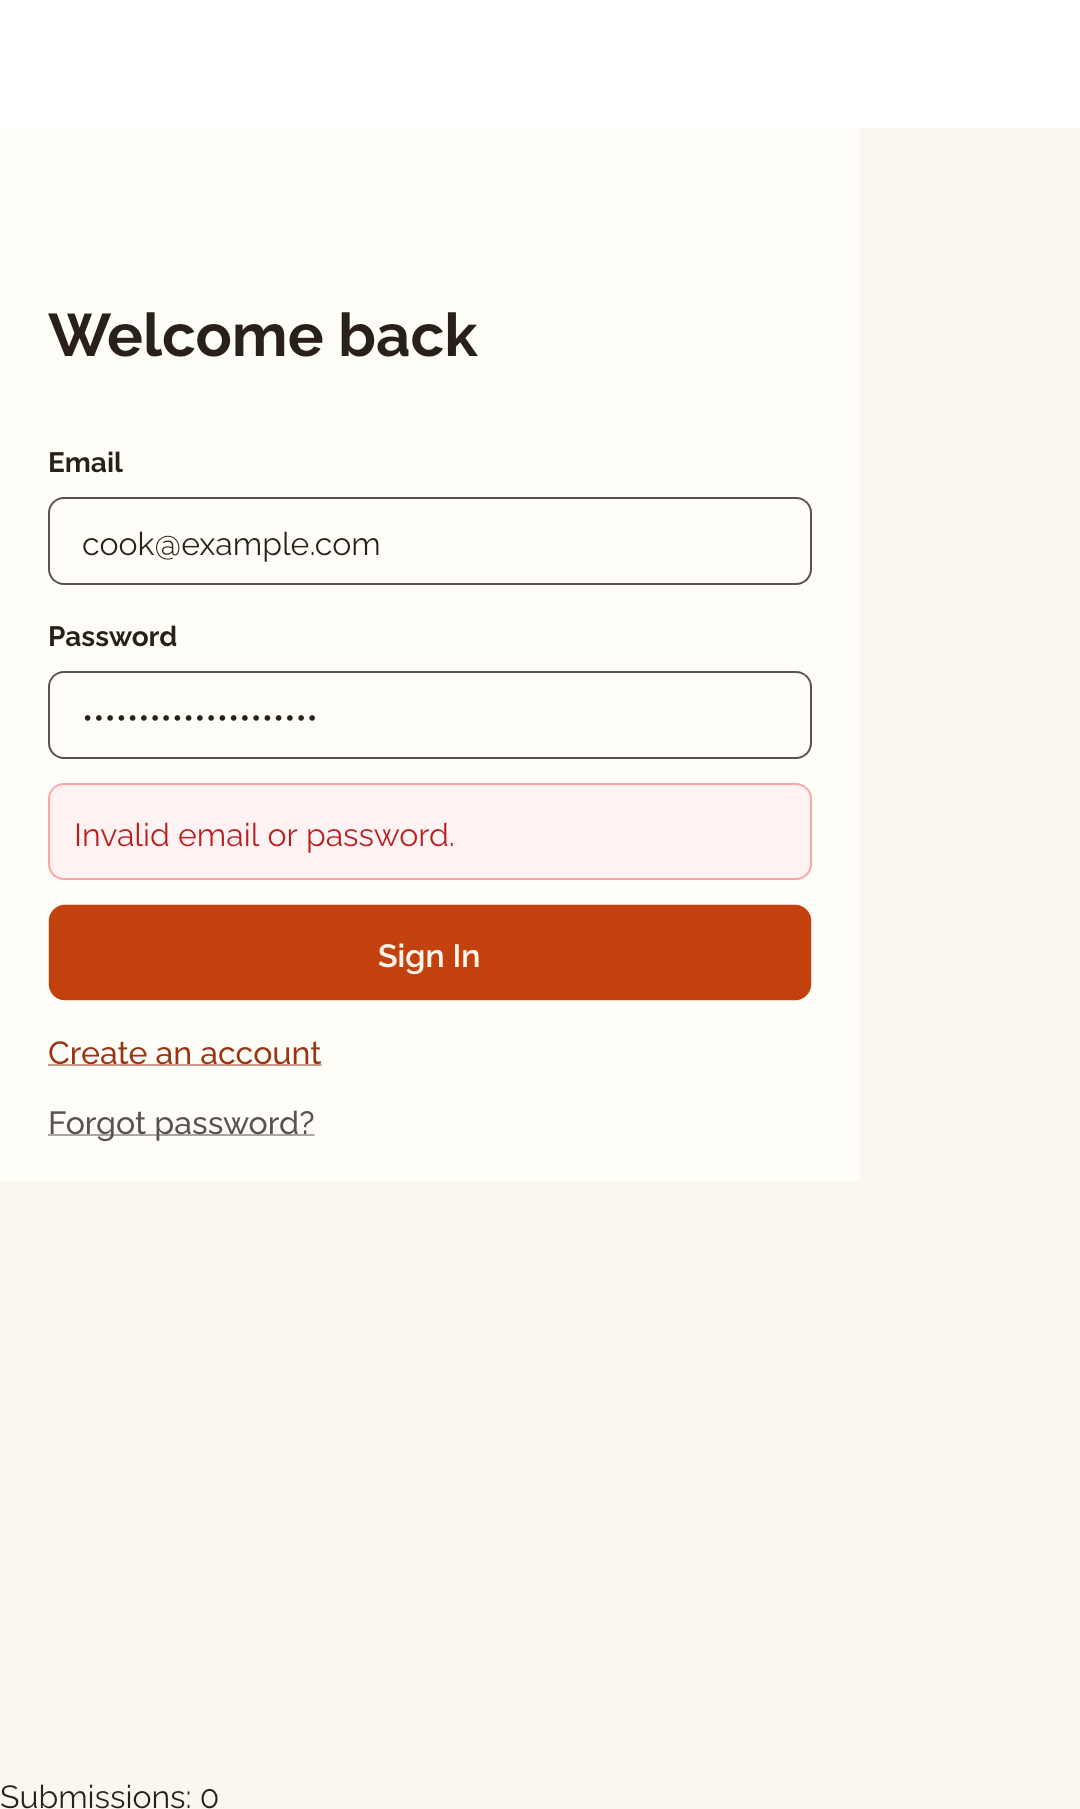 Welcome back
Email
cook@example.com
Password
•••••••••••••••••••••
Invalid email or password.
Sign In
Create an account
Forgot password?
Submissions: 0